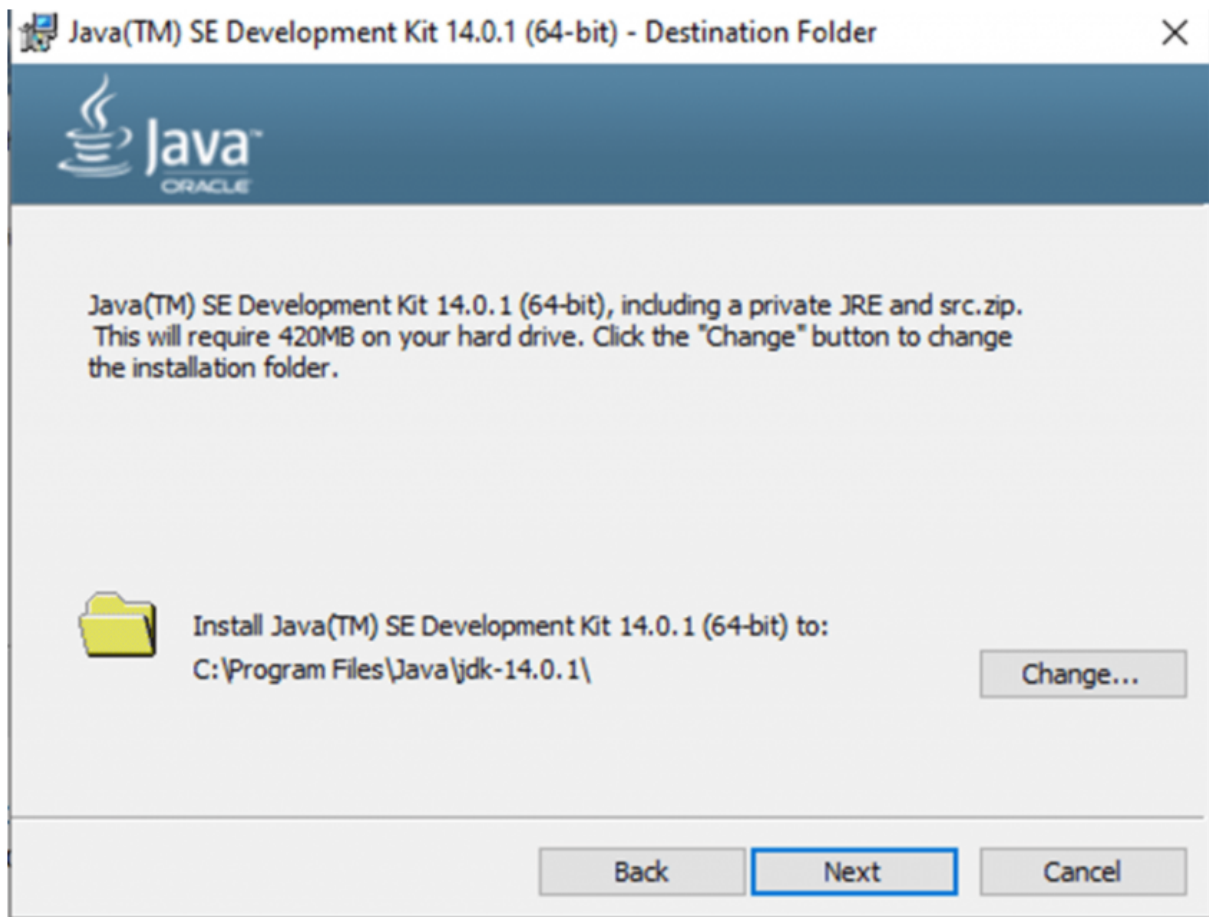 Java(TM) SE Development Kit 14.0.1 (64-bit) - Destination Folder
Java™
ORACLE
Java(TM) SE Development Kit 14.0.1 (64-bit), including a private JRE and src.zip.
This will require 420MB on your hard drive. Click the "Change" button to change
the installation folder.
Install Java(TM) SE Development Kit 14.0.1 (64-bit) to:
C:\Program Files\Java\jdk-14.0.1\
Change...
Back
Next
Cancel